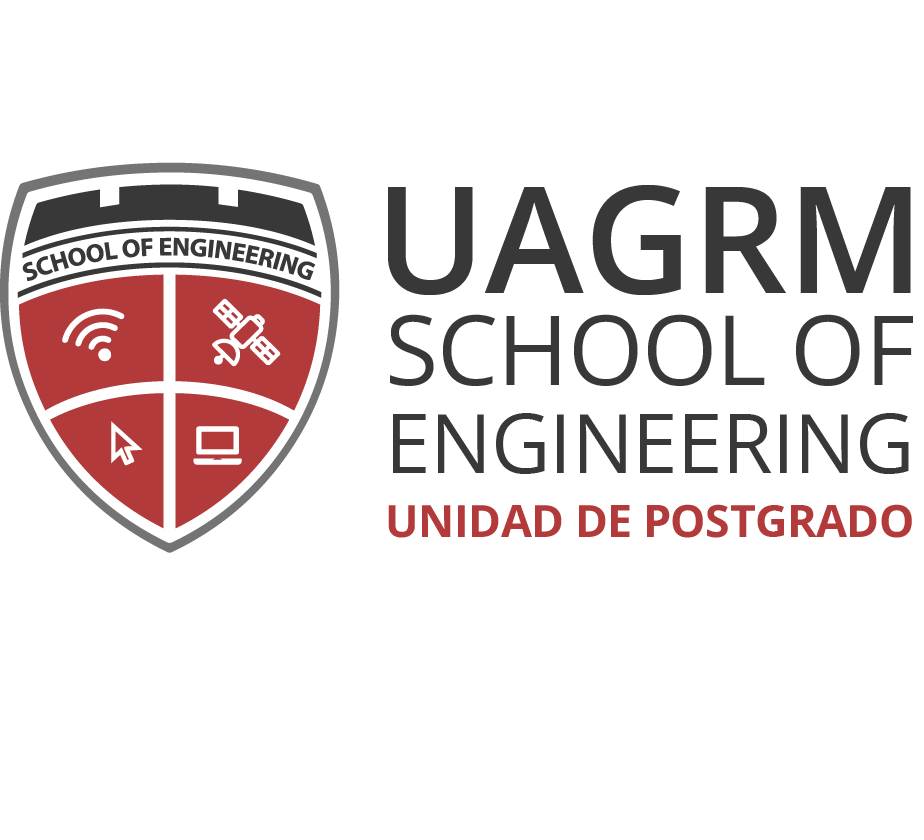 SCHOOL OF ENGINEERING
UAGRM
SCHOOL OF
ENGINEERING
UNIDAD DE POSTGRADO